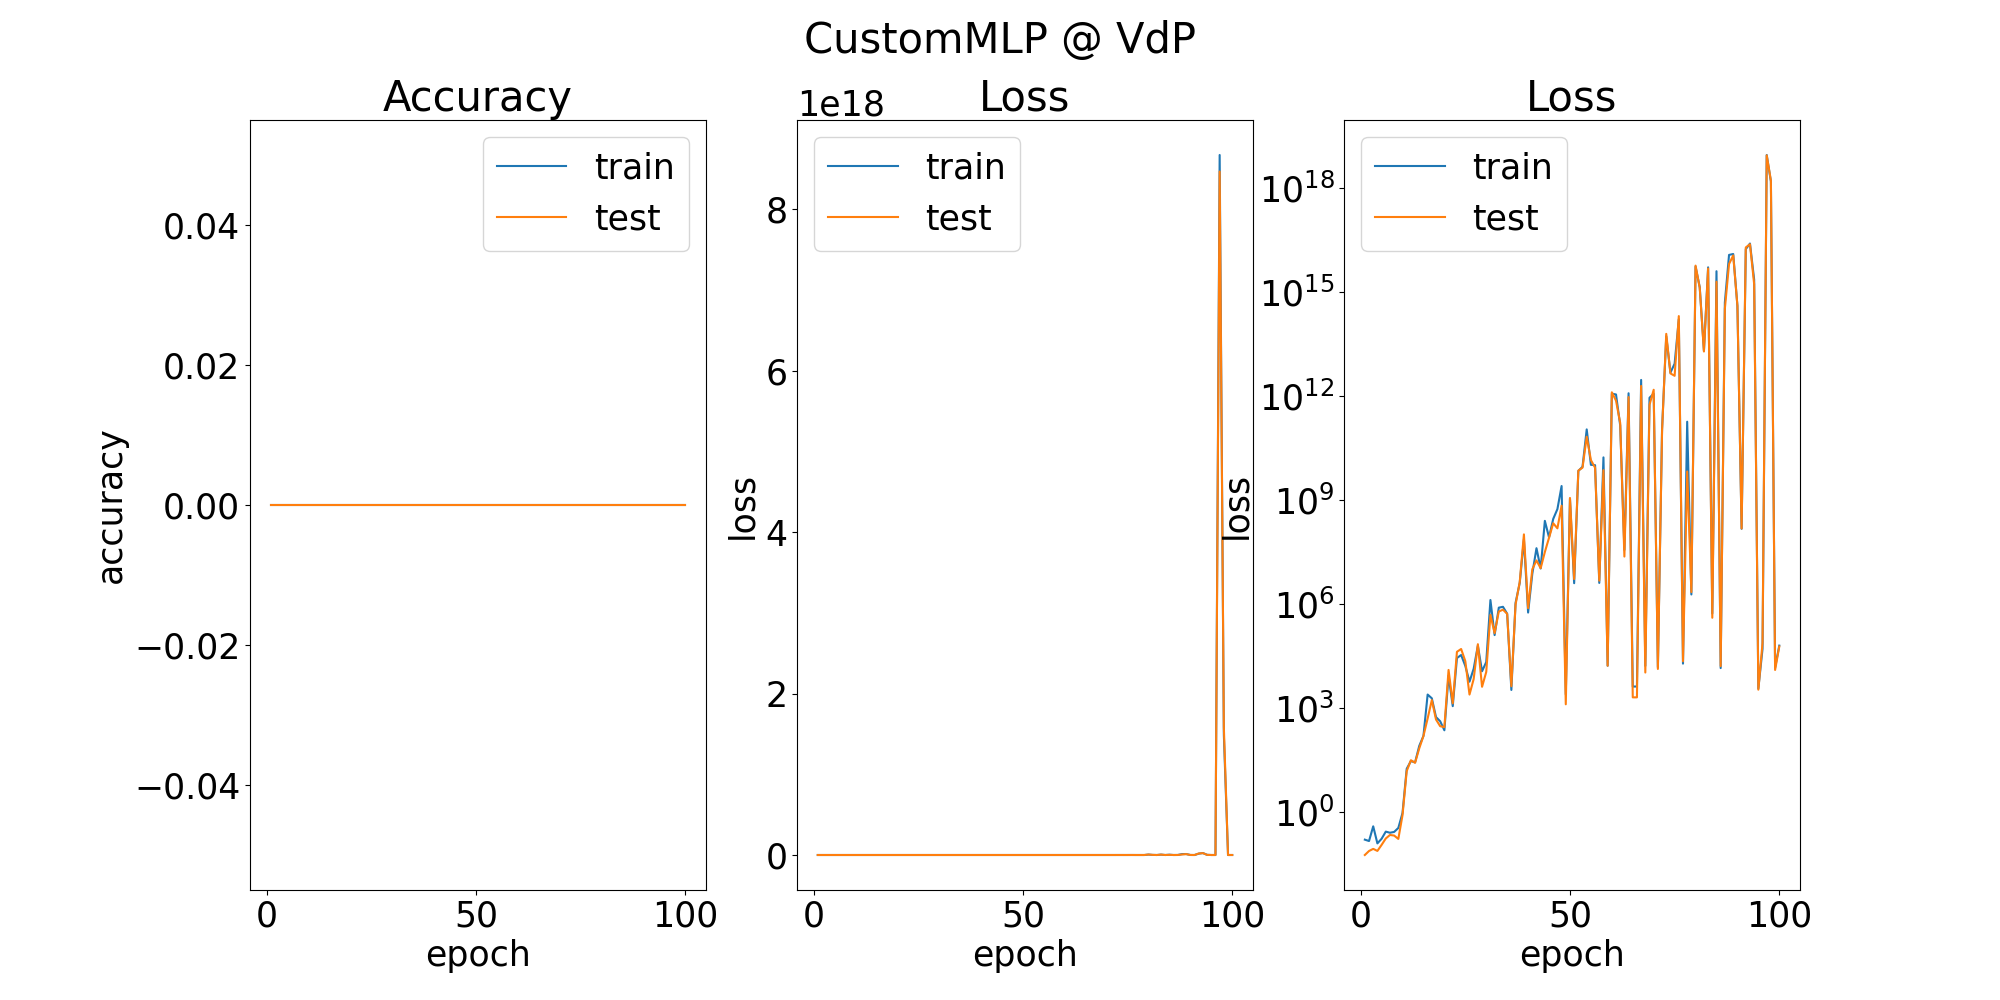 CustomMLP @ VdP
Accuracy
train
test
0.04
0.02
0.00
−0.02
−0.04
accuracy
0
50
100
epoch
Loss
1e18
train
test
8
6
4
2
0
loss
0
50
100
epoch
Loss
train
test
10^18
10^15
10^12
10^9
10^6
10^3
10^0
loss
0
50
100
epoch